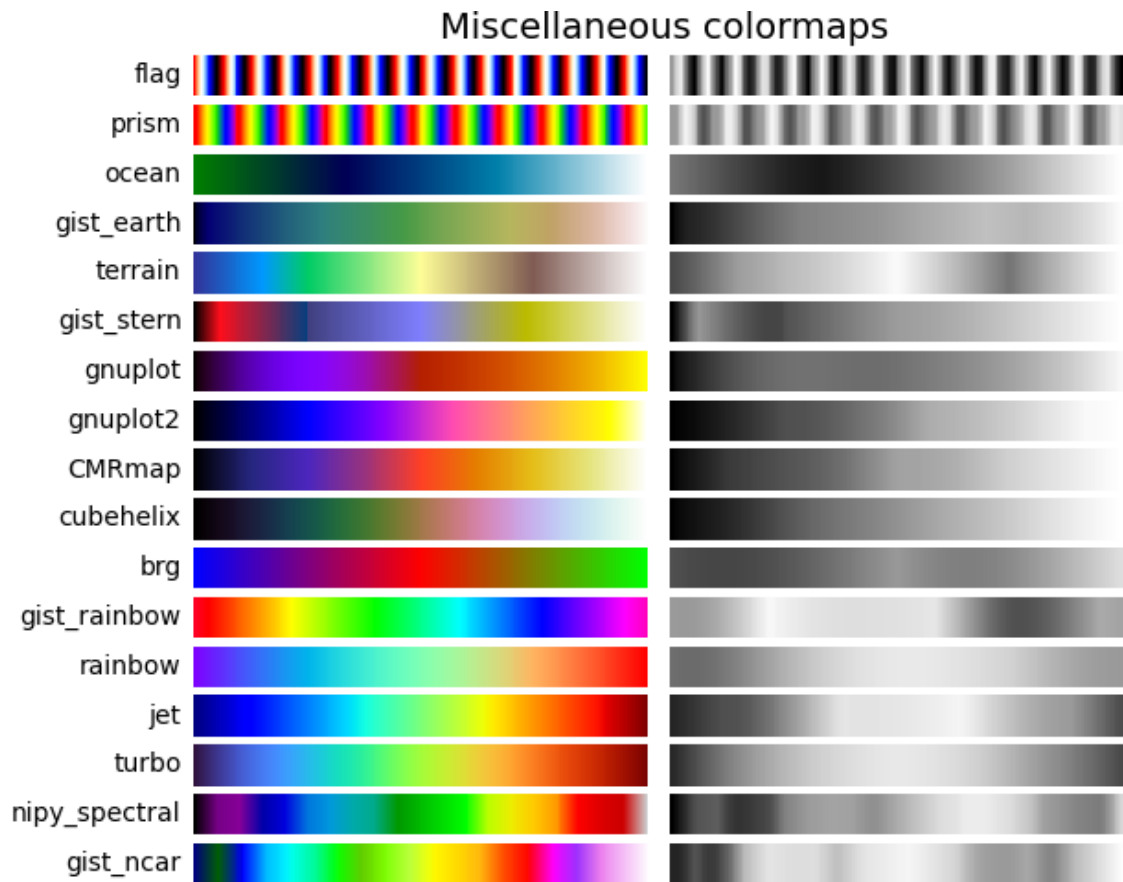 Miscellaneous colormaps
flag
prism
ocean
gist_earth
terrain
gist_stern
gnuplot
gnuplot2
CMRmap
cubehelix
brg
gist_rainbow
rainbow
jet
turbo
nipy_spectral
gist_ncar